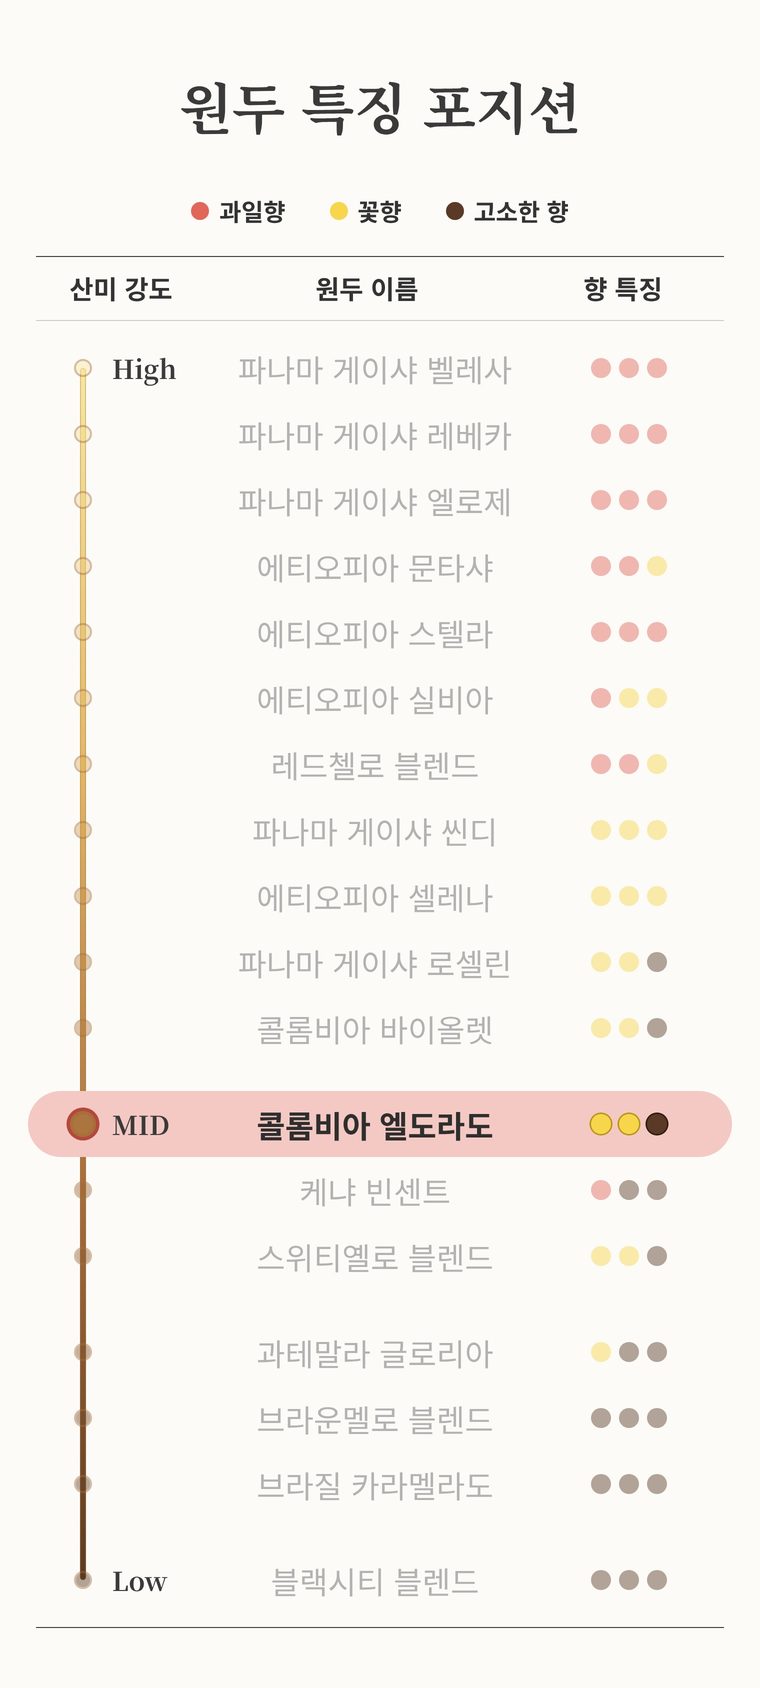 원두 특징 포지션
과일향 꽃향 고소한 향
산미 강도 원두 이름 향 특징
High 파나마 게이샤 벨레사
파나마 게이샤 레베카
파나마 게이샤 엘로제
에티오피아 문타샤
에티오피아 스텔라
에티오피아 실비아
레드첼로 블렌드
파나마 게이샤 씬디
에티오피아 셀레나
파나마 게이샤 로셀린
콜롬비아 바이올렛
MID 콜롬비아 엘도라도
케냐 빈센트
스위티옐로 블렌드
과테말라 글로리아
브라운멜로 블렌드
브라질 카라멜라도
Low 블랙시티 블렌드